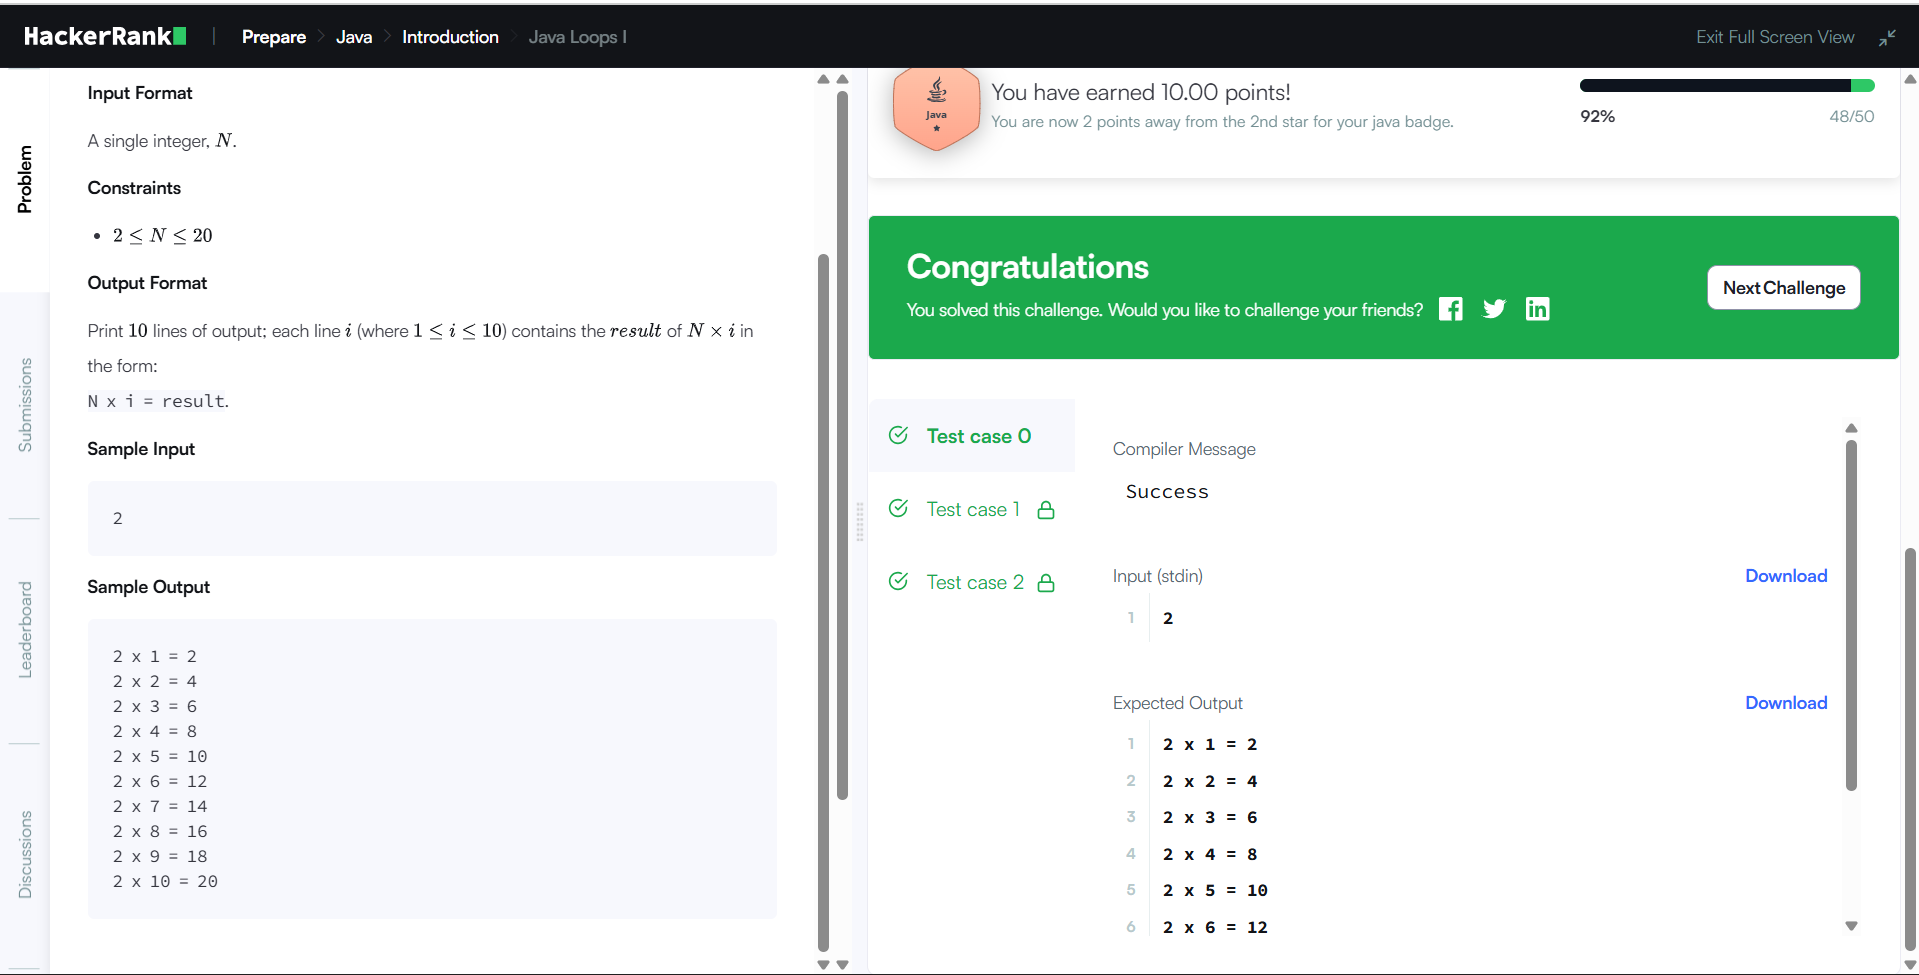 HackerRank
Prepare
Java
Introduction
Java Loops I
Exit Full Screen View
Problem
Submissions
Leaderboard
Discussions
Input Format
A single integer, N.
Constraints
• 2 ≤ N ≤ 20
Output Format
Print 10 lines of output; each line i (where 1 ≤ i ≤ 10) contains the result of N × i in
the form:
N x i = result.
Sample Input
2
Sample Output
2 x 1 = 2
2 x 2 = 4
2 x 3 = 6
2 x 4 = 8
2 x 5 = 10
2 x 6 = 12
2 x 7 = 14
2 x 8 = 16
2 x 9 = 18
2 x 10 = 20
Java
You have earned 10.00 points!
You are now 2 points away from the 2nd star for your java badge.
92%
48/50
Congratulations
You solved this challenge. Would you like to challenge your friends?
Next Challenge
Test case 0
Test case 1
Test case 2
Compiler Message
Success
Input (stdin)
Download
1 2
Expected Output
Download
1 2 x 1 = 2
2 2 x 2 = 4
3 2 x 3 = 6
4 2 x 4 = 8
5 2 x 5 = 10
6 2 x 6 = 12